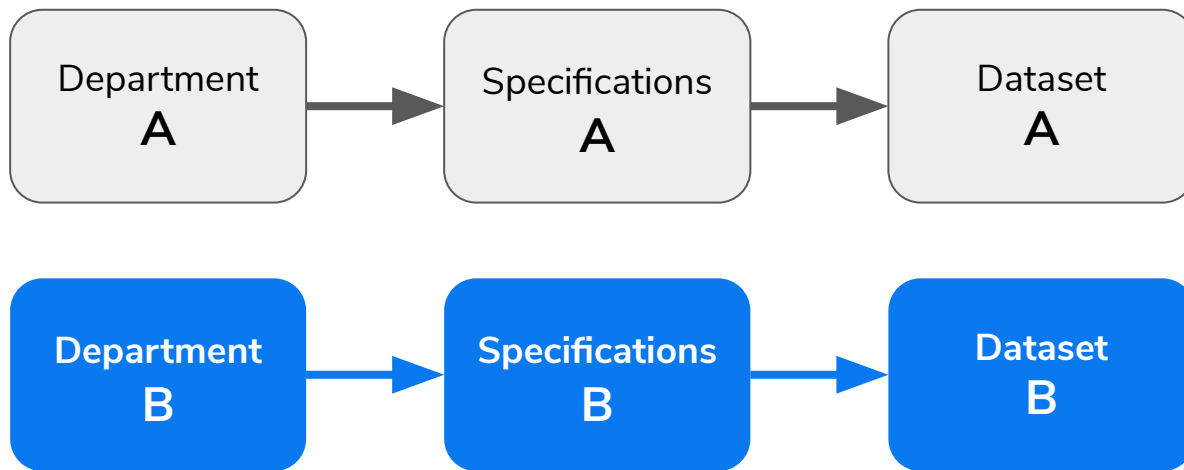 Department
A
Specifications
A
Dataset
A
Department
B
Specifications
B
Dataset
B